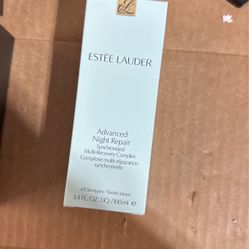 ESTĒE LAUDER
Advanced
Night Repair
Synchronized
Multi-Recovery Complex
Complexe multi-réparation
synchronisée
All Skintypes • Toutes peaux
3.4 FL. OZ. LIQ./100ml ℮